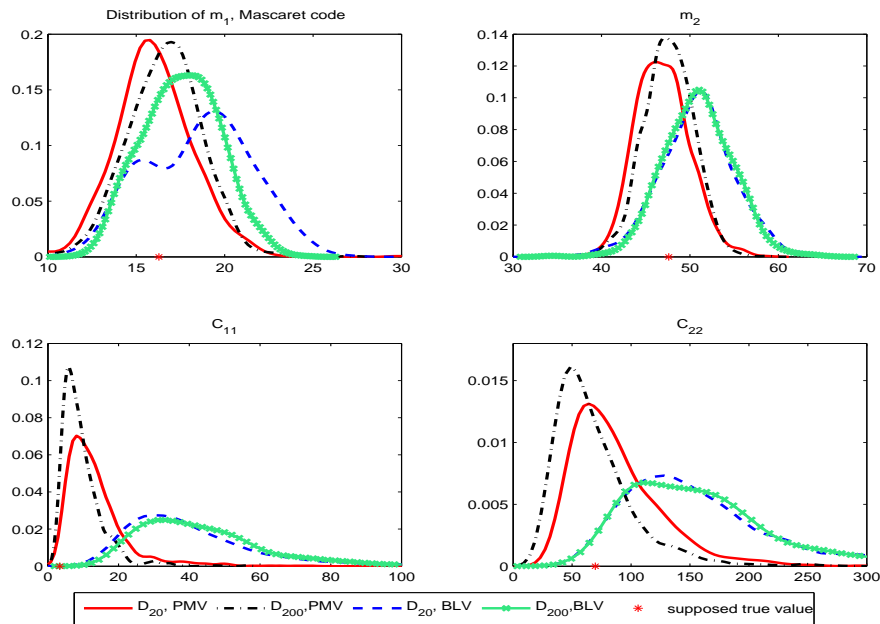 Distribution of m1, Mascaret code
m2
0.2
0.15
0.1
0.05
0
10 15 20 25 30
0.14
0.12
0.1
0.08
0.06
0.04
0.02
0
30 40 50 60 70
C11
C22
0.12
0.1
0.08
0.06
0.04
0.02
0
0 20 40 60 80 100
0.015
0.01
0.005
0
0 50 100 150 200 250 300
D20, PMV D200,PMV D20, BLV D200,BLV supposed true value